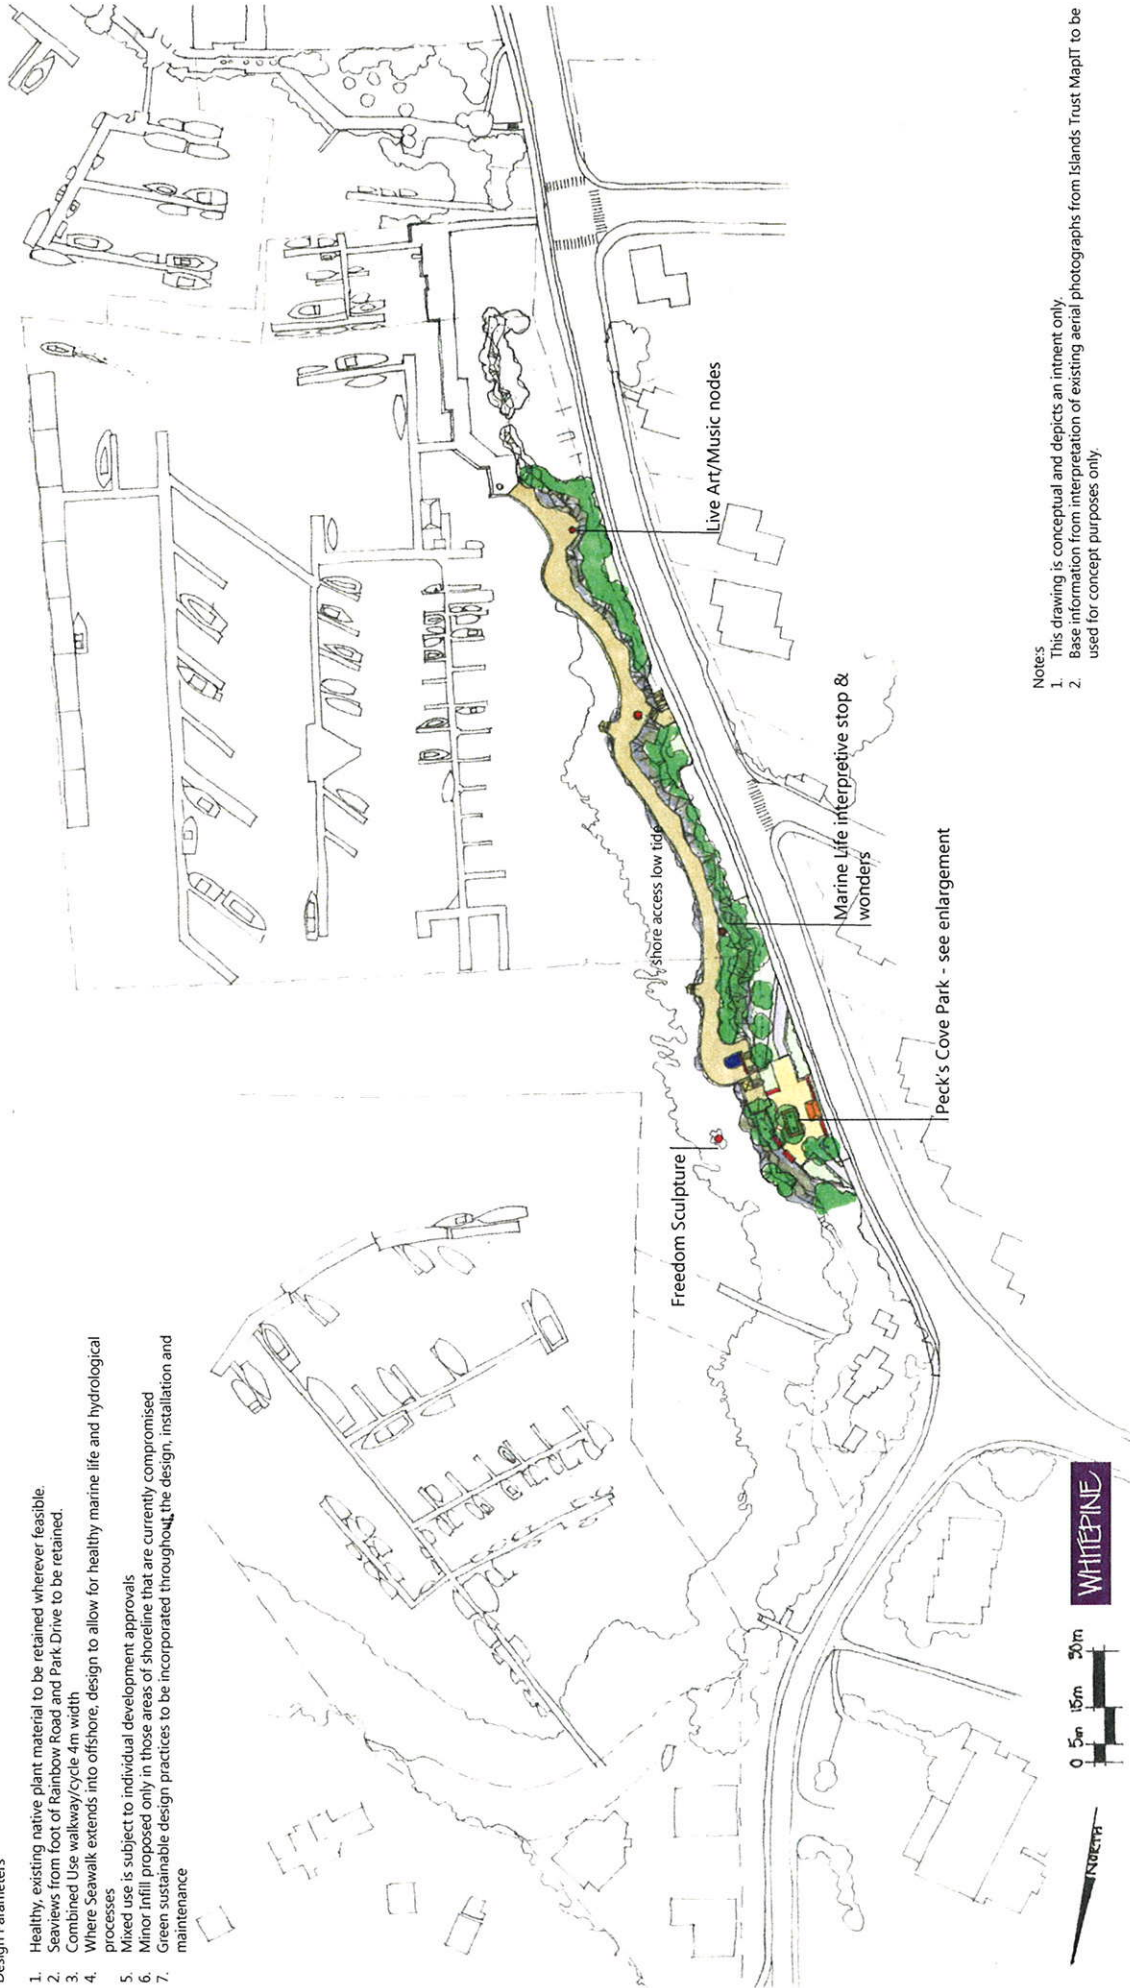 Design Parameters
1. Healthy, existing native plant material to be retained wherever feasible.
2. Seaviews from foot of Rainbow Road and Park Drive to be retained.
3. Combined Use walkway/cycle 4m width
4. Where Seawalk extends into offshore, design to allow for healthy marine life and hydrological
processes
5. Mixed use is subject to individual development approvals
6. Minor Infill proposed only in those areas of shoreline that are currently compromised
7. Green sustainable design practices to be incorporated throughout the design, installation and
maintenance
Freedom Sculpture
shore access low tide
Live Art/Music nodes
Marine Life interpretive stop &
wonders
Peck's Cove Park - see enlargement
Note:s
1. This drawing is conceptual and depicts an intnent only.
2. Base information from interpretation of existing aerial photographs from Islands Trust MapIT to be
used for concept purposes only.
NORTH
0 5m 15m 30m
WHITEPINE